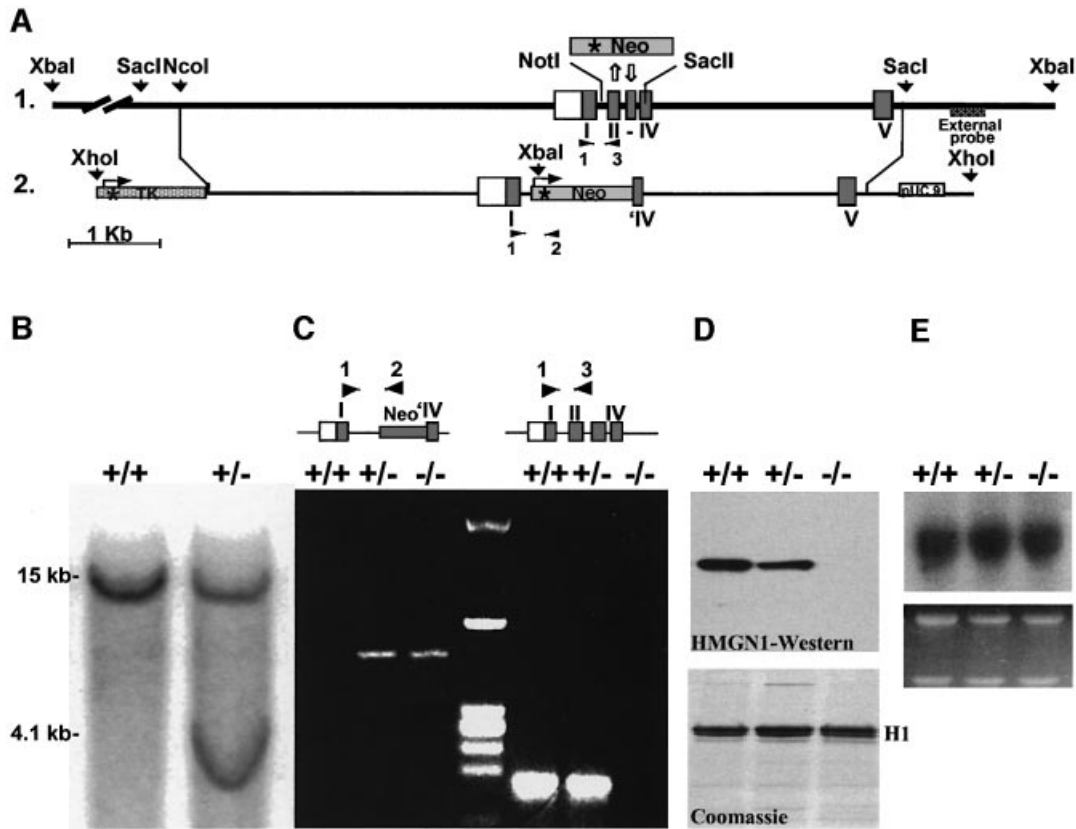 A
* Neo
NotI
SacII
XbaI
SacI NcoI
SacI
XbaI
1.
I
II
-
IV
V
External
probe
1
3
XhoI
XbaI
XhoI
2.
* TK
* Neo
pUC 9
I
'IV
V
1
2
1 Kb
B
C
D
E
1
2
1
3
I
Neo
'IV
I
II
IV
+/+
+/-
+/+
+/-
-/-
+/+
+/-
-/-
+/+
+/-
-/-
+/+
+/-
-/-
15 kb-
4.1 kb-
HMGN1-Western
H1
Coomassie